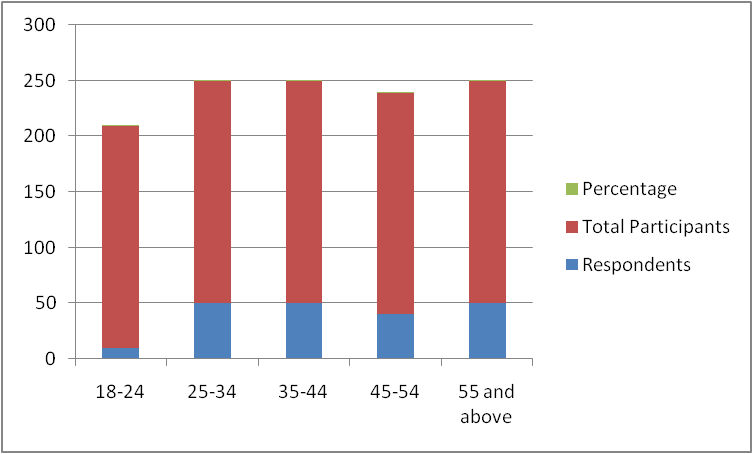 300
250
200
150
100
50
0
18-24
25-34
35-44
45-54
55 and
above
Percentage
Total Participants
Respondents